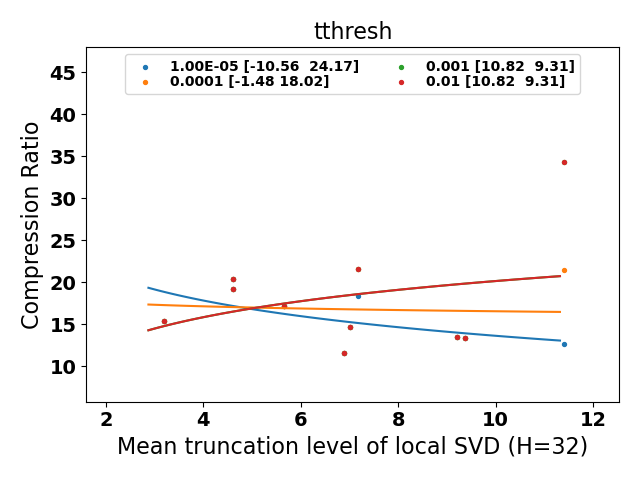 tthresh
1.00E-05 [-10.56  24.17]
0.0001 [-1.48 18.02]
0.001 [10.82  9.31]
0.01 [10.82  9.31]
Compression Ratio
45
40
35
30
25
20
15
10
2 4 6 8 10 12
Mean truncation level of local SVD (H=32)